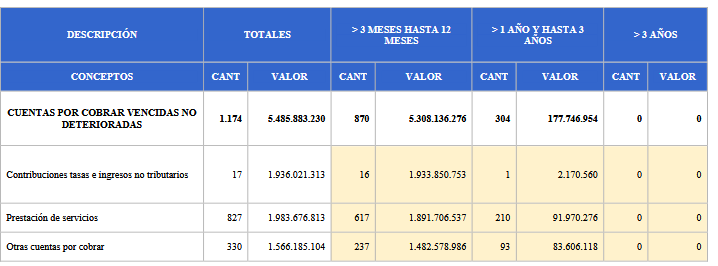 DESCRIPCIÓN TOTALES > 3 MESES HASTA 12 MESES > 1 AÑO Y HASTA 3 AÑOS > 3 AÑOS
CONCEPTOS CANT VALOR CANT VALOR CANT VALOR CANT VALOR
CUENTAS POR COBRAR VENCIDAS NO DETERIORADAS 1.174 5.485.883.230 870 5.308.136.276 304 177.746.954 0 0
Contribuciones tasas e ingresos no tributarios 17 1.936.021.313 16 1.933.850.753 1 2.170.560 0 0
Prestación de servicios 827 1.983.676.813 617 1.891.706.537 210 91.970.276 0 0
Otras cuentas por cobrar 330 1.566.185.104 237 1.482.578.986 93 83.606.118 0 0